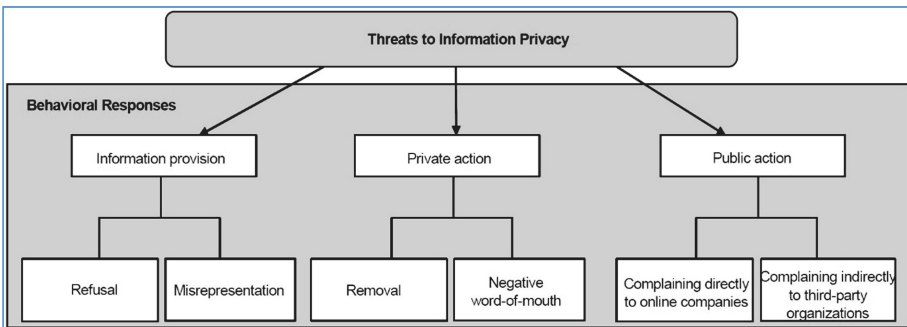 Threats to Information Privacy
Behavioral Responses
Information provision
Private action
Public action
Refusal
Misrepresentation
Removal
Negative
word-of-mouth
Complaining directly
to online companies
Complaining indirectly
to third-party
organizations